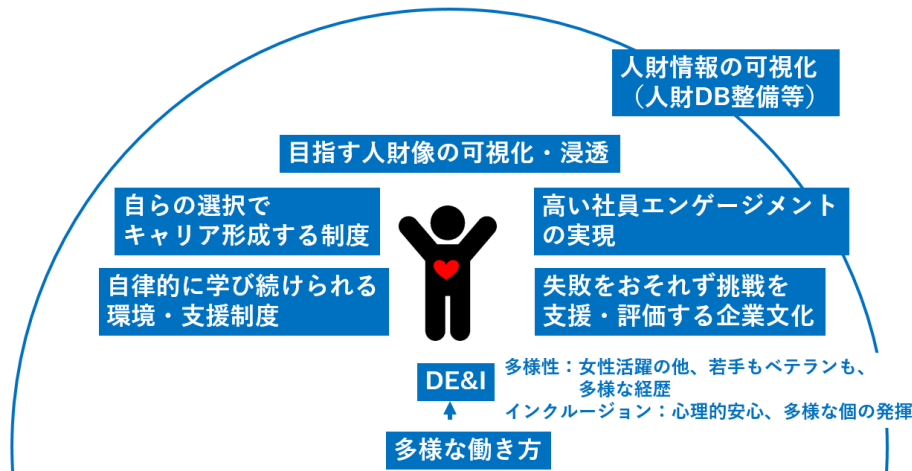 人財情報の可視化
（人財DB整備等）
目指す人財像の可視化・浸透
自らの選択で
キャリア形成する制度
高い社員エンゲージメント
の実現
自律的に学び続けられる
環境・支援制度
失敗をおそれず挑戦を
支援・評価する企業文化
DE&I
多様性：女性活躍の他、若手もベテランも、
多様な経歴
インクルージョン：心理的安心、多様な個の発揮
多様な働き方